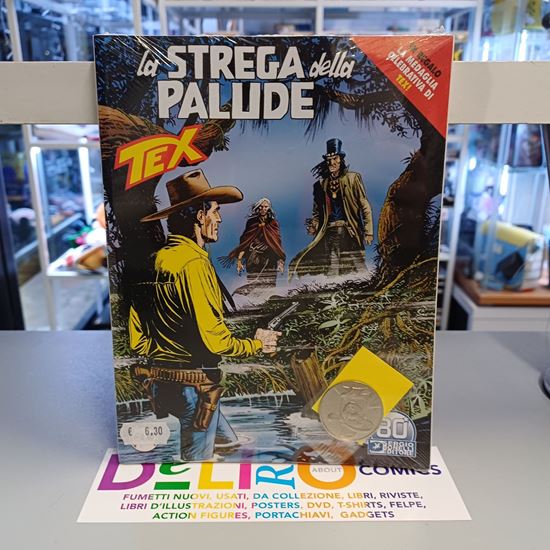 la STREGA della
PALUDE
TEX
IN REGALO
LA MEDAGLIA
CELEBRATIVA DI
TEX!
€ 6,30
80
SERGIO
BONELLI
EDITORE
DELIRO
ABOUT
COMICS
FUMETTI NUOVI, USATI, DA COLLEZIONE, LIBRI, RIVISTE,
LIBRI D'ILLUSTRAZIONI, POSTERS, DVD, T-SHIRTS, FELPE,
ACTION FIGURES, PORTACHIAVI, GADGETS